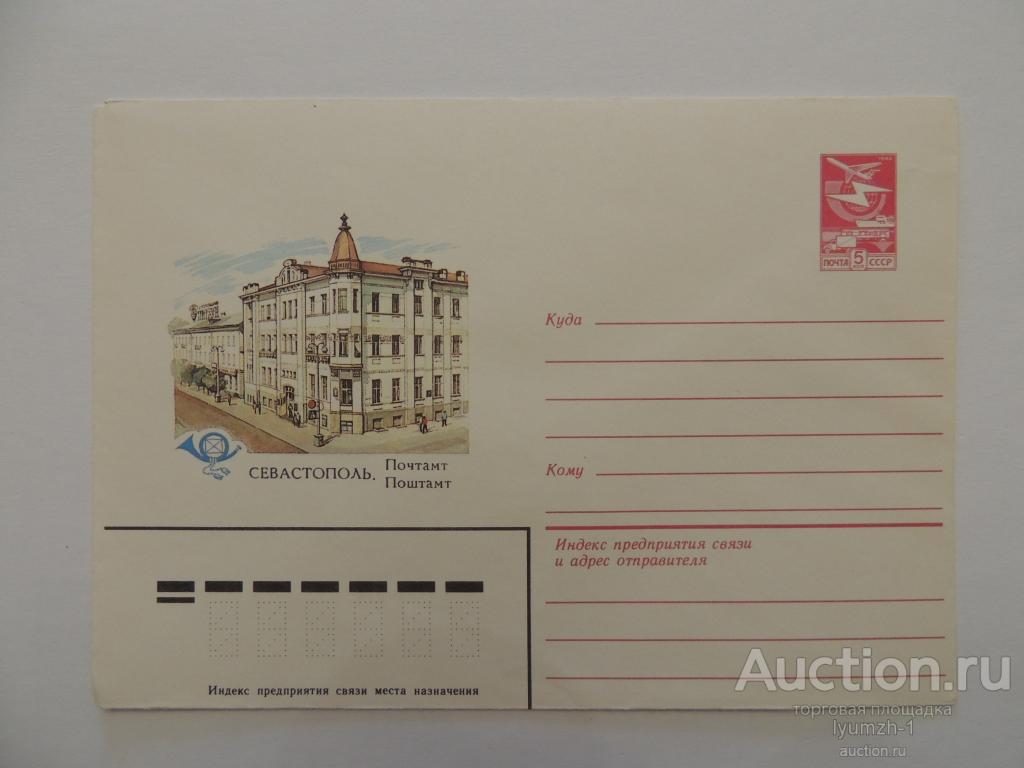 ПОЧТА 5 КОП СССР
Куда
СЕВАСТОПОЛЬ. Почтамт
Поштамт
Кому
Индекс предприятия связи
и адрес отправителя
Индекс предприятия связи места назначения
Auction.ru
торговая площадка
lyumzh-1
auction.ru